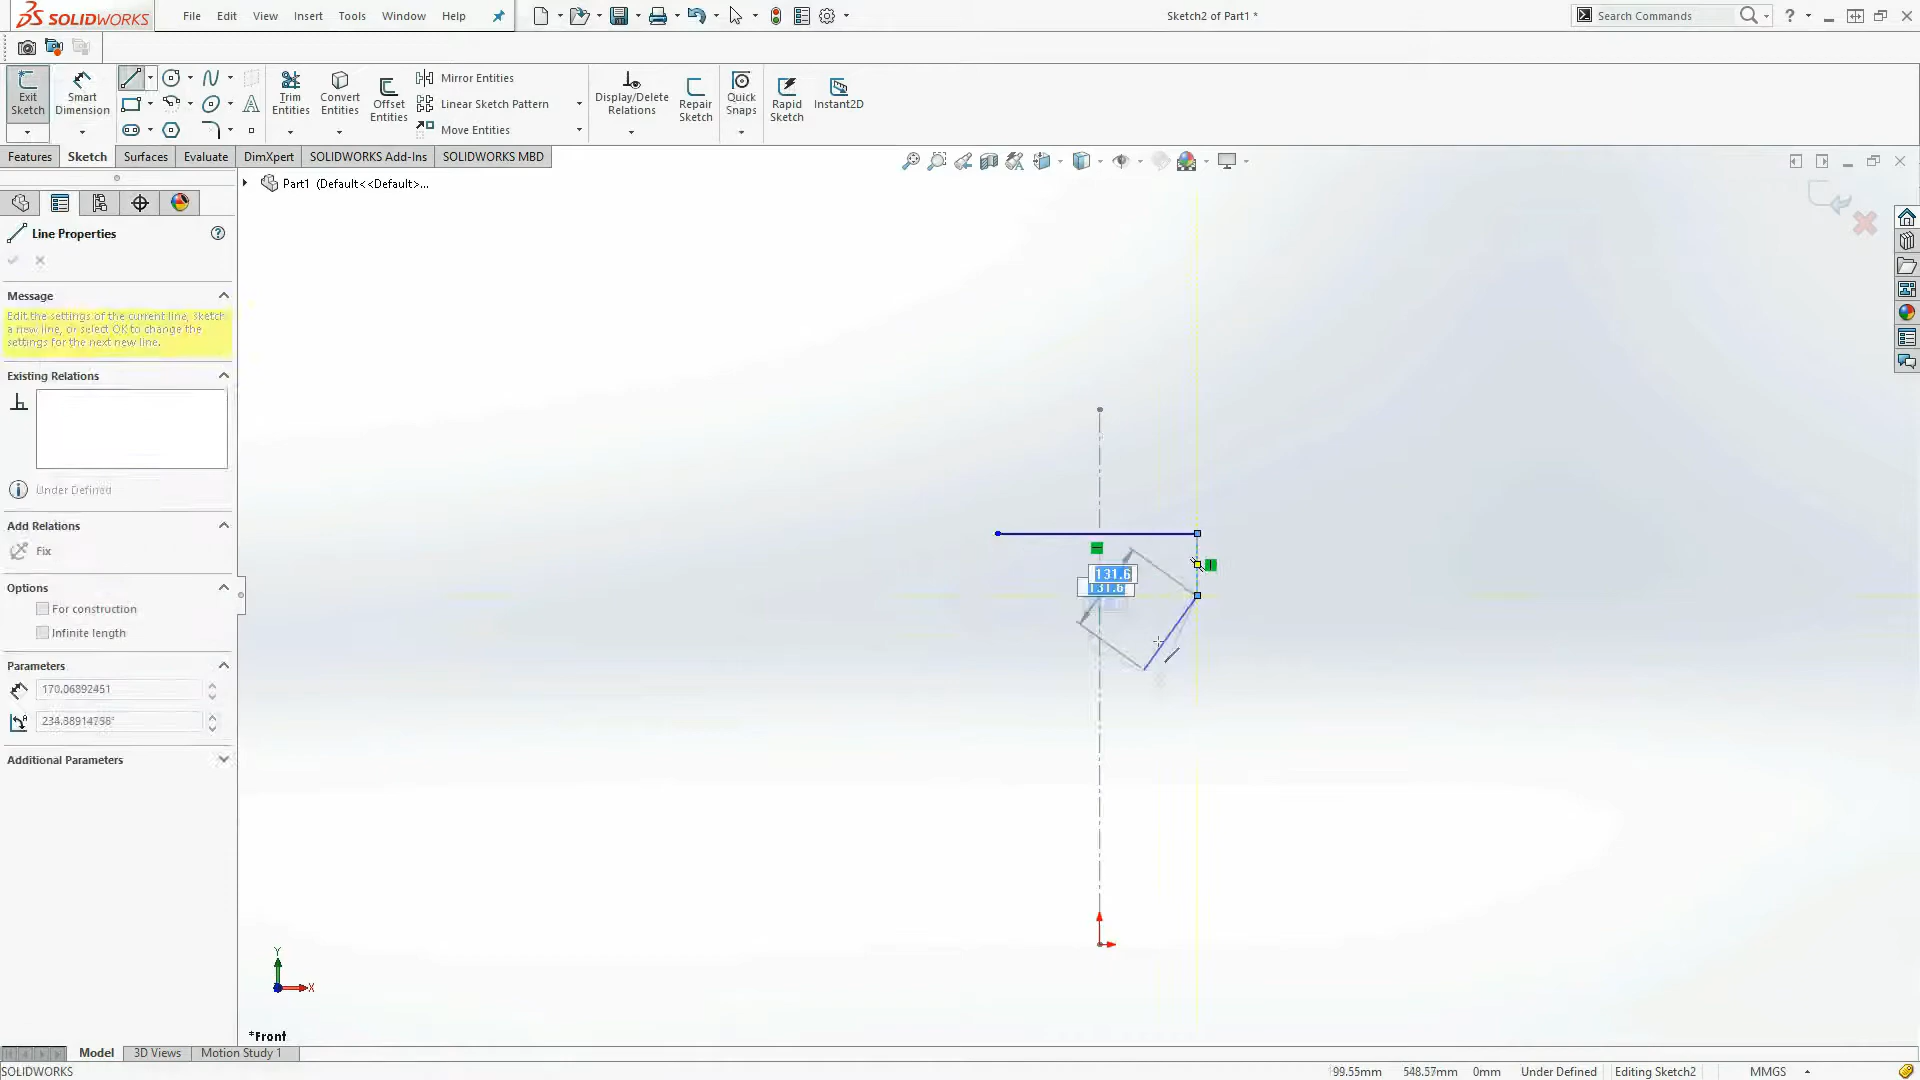 SOLIDWORKS File Edit View Insert Tools Window Help Sketch2 of Part1 * Search Commands ?
Exit Sketch Smart Dimension Trim Entities Convert Entities Offset Entities Mirror Entities Linear Sketch Pattern Move Entities Display/Delete Relations Repair Sketch Quick Snaps Rapid Sketch Instant2D
Features Sketch Surfaces Evaluate DimXpert SOLIDWORKS Add-Ins SOLIDWORKS MBD
Part1 (Default<<Default>...
Line Properties
Message
Edit the settings of the current line, sketch
a new line, or select OK to change the
settings for the next new line.
Existing Relations
Under Defined
Add Relations
Fix
Options
For construction
Infinite length
Parameters
170.06892451
234.88914758°
Additional Parameters
131.6
131.6
Y
X
*Front
Model 3D Views Motion Study 1
SOLIDWORKS 99.55mm 548.57mm 0mm Under Defined Editing Sketch2 MMGS